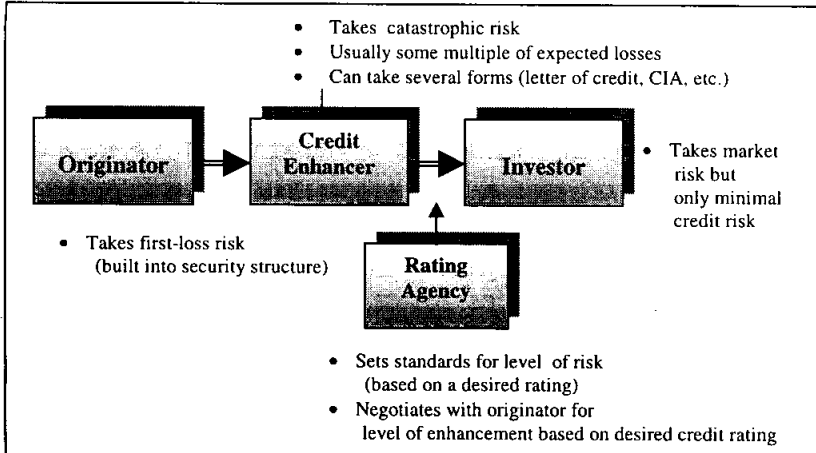 • Takes catastrophic risk
• Usually some multiple of expected losses
• Can take several forms (letter of credit, CIA, etc.)
Originator
Credit
Enhancer
Investor
• Takes market
risk but
only minimal
credit risk
• Takes first-loss risk
(built into security structure)
Rating
Agency
• Sets standards for level of risk
(based on a desired rating)
• Negotiates with originator for
level of enhancement based on desired credit rating